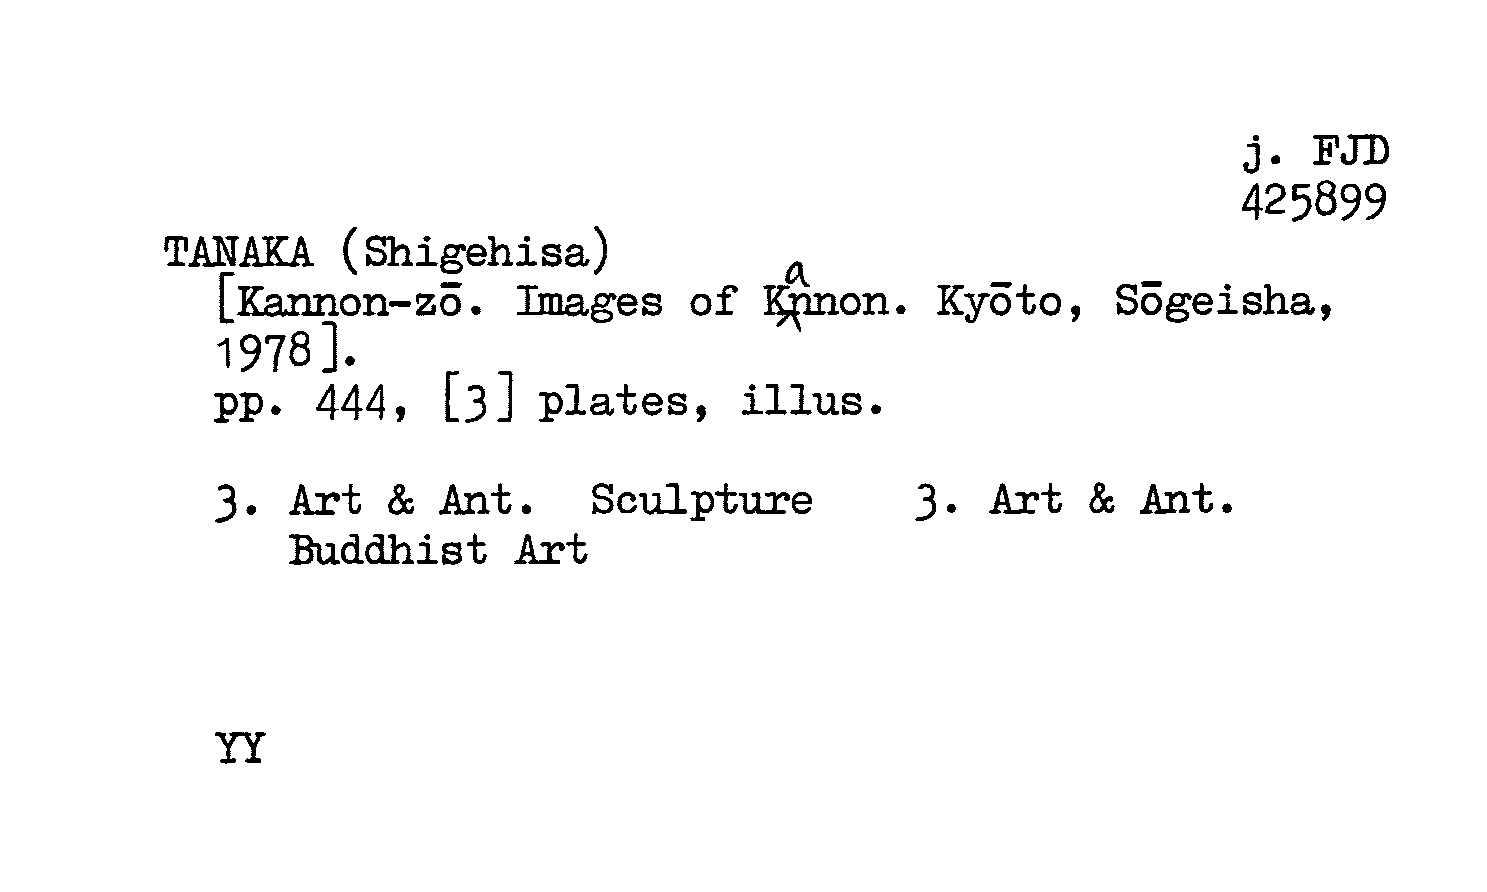 j. FJD
425899
TANAKA (Shigehisa)
[Kannon-zō. Images of Kannon. Kyōto, Sōgeisha,
1978].
pp. 444, [3] plates, illus.
3. Art & Ant. Sculpture 3. Art & Ant.
Buddhist Art
YY